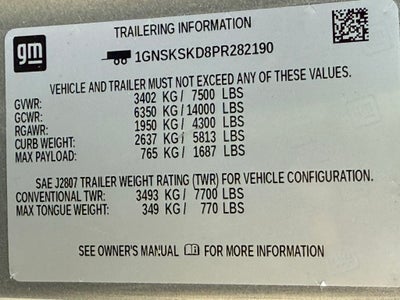 gm
TRAILERING INFORMATION
1GNSKSKD8PR282190
VEHICLE AND TRAILER MUST NOT EXCEED ANY OF THESE VALUES.
GVWR: 3402 KG / 7500 LBS
GCWR: 6350 KG / 14000 LBS
RGAWR: 1950 KG / 4300 LBS
CURB WEIGHT: 2637 KG / 5813 LBS
MAX PAYLOAD: 765 KG / 1687 LBS
SAE J2807 TRAILER WEIGHT RATING (TWR) FOR VEHICLE CONFIGURATION.
CONVENTIONAL TWR: 3493 KG / 7700 LBS
MAX TONGUE WEIGHT: 349 KG / 770 LBS
SEE OWNER'S MANUAL FOR MORE INFORMATION